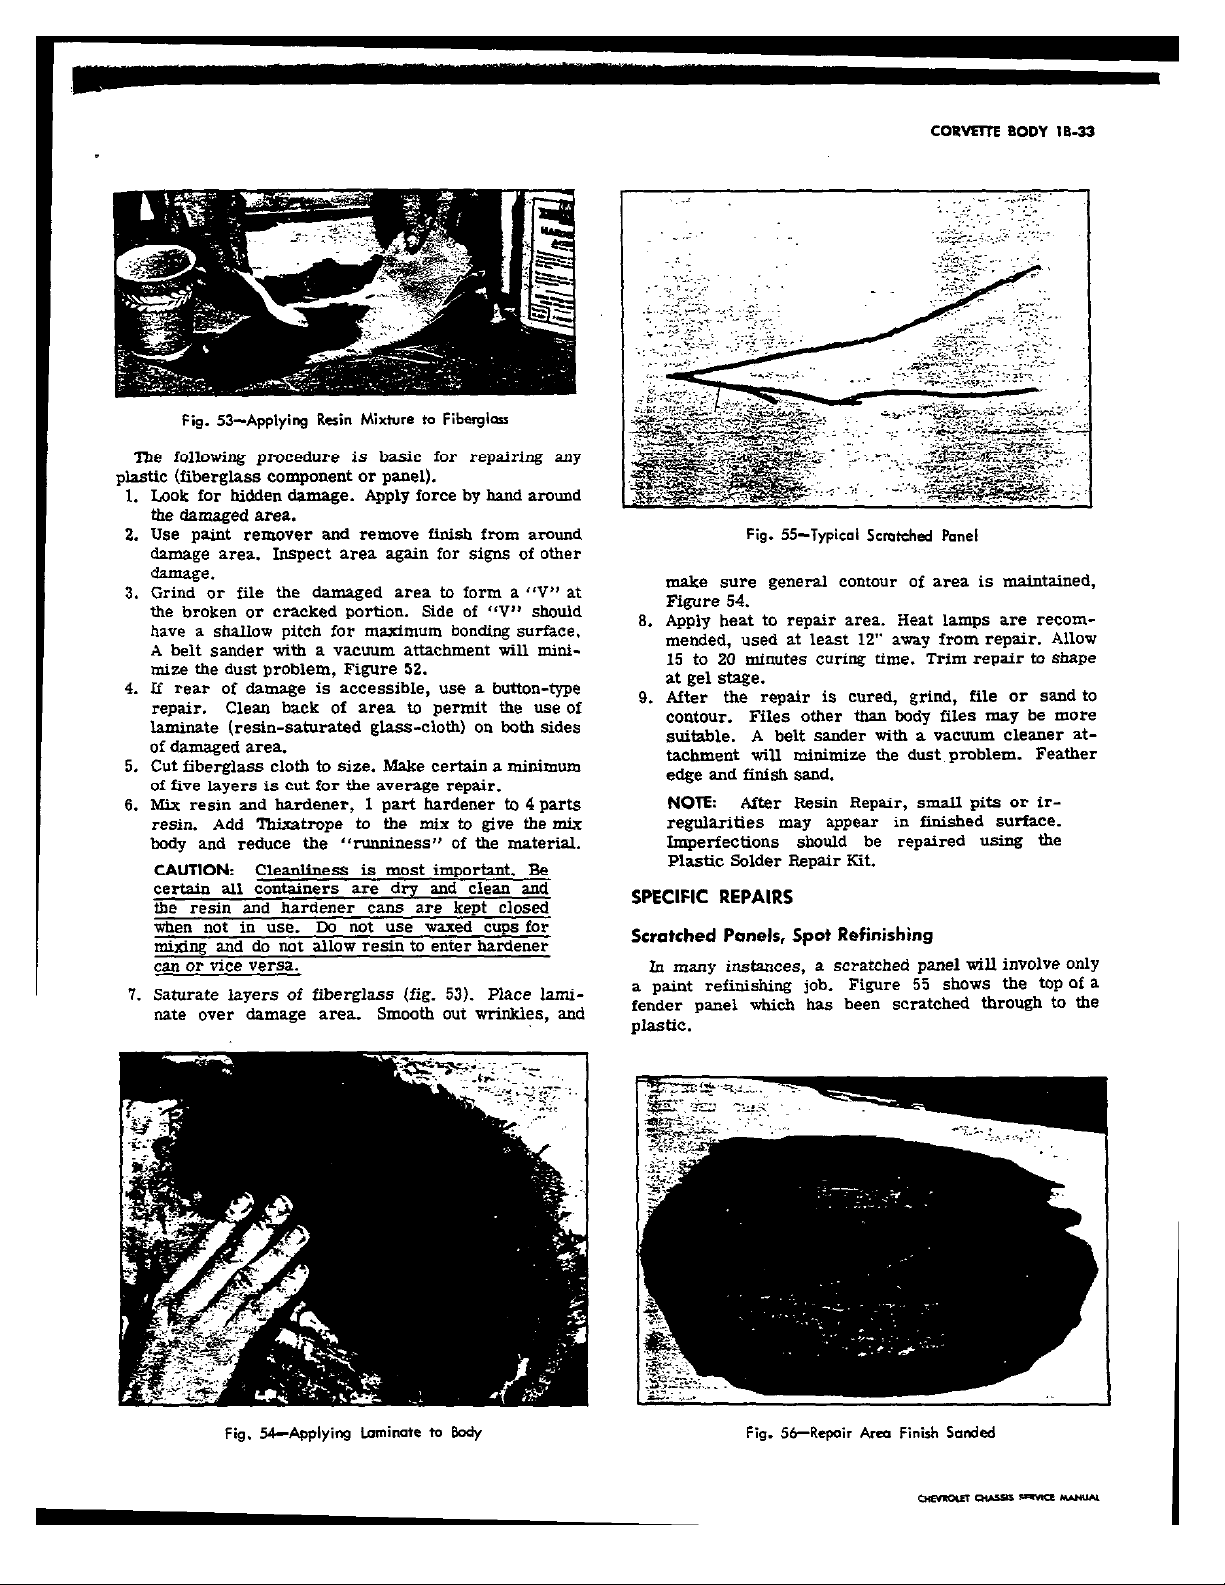 CORVETTE BODY 1B-33
Fig. 53—Applying Resin Mixture to Fiberglass
The following procedure is basic for repairing any
plastic (fiberglass component or panel).
1. Look for hidden damage. Apply force by hand around
the damaged area.
2. Use paint remover and remove finish from around
damage area. Inspect area again for signs of other
damage.
3. Grind or file the damaged area to form a "V" at
the broken or cracked portion. Side of "V" should
have a shallow pitch for maximum bonding surface.
A belt sander with a vacuum attachment will mini-
mize the dust problem, Figure 52.
4. If rear of damage is accessible, use a button-type
repair. Clean back of area to permit the use of
laminate (resin-saturated glass-cloth) on both sides
of damaged area.
5. Cut fiberglass cloth to size. Make certain a minimum
of five layers is cut for the average repair.
6. Mix resin and hardener, 1 part hardener to 4 parts
resin. Add Thixatrope to the mix to give the mix
body and reduce the "runniness" of the material.
CAUTION: Cleanliness is most important. Be
certain all containers are dry and clean and
the resin and hardener cans are kept closed
when not in use. Do not use waxed cups for
mixing and do not allow resin to enter hardener
can or vice versa.
7. Saturate layers of fiberglass (fig. 53). Place lami-
nate over damage area. Smooth out wrinkles, and
Fig. 54—Applying Laminate to Body
Fig. 55—Typical Scratched Panel
make sure general contour of area is maintained,
Figure 54.
8. Apply heat to repair area. Heat lamps are recom-
mended, used at least 12" away from repair. Allow
15 to 20 minutes curing time. Trim repair to shape
at gel stage.
9. After the repair is cured, grind, file or sand to
contour. Files other than body files may be more
suitable. A belt sander with a vacuum cleaner at-
tachment will minimize the dust problem. Feather
edge and finish sand.
NOTE: After Resin Repair, small pits or ir-
regularities may appear in finished surface.
Imperfections should be repaired using the
Plastic Solder Repair Kit.
SPECIFIC REPAIRS
Scratched Panels, Spot Refinishing
In many instances, a scratched panel will involve only
a paint refinishing job. Figure 55 shows the top of a
fender panel which has been scratched through to the
plastic.
Fig. 56—Repair Area Finish Sanded
CHEVROLET CHASSIS SERVICE MANUAL